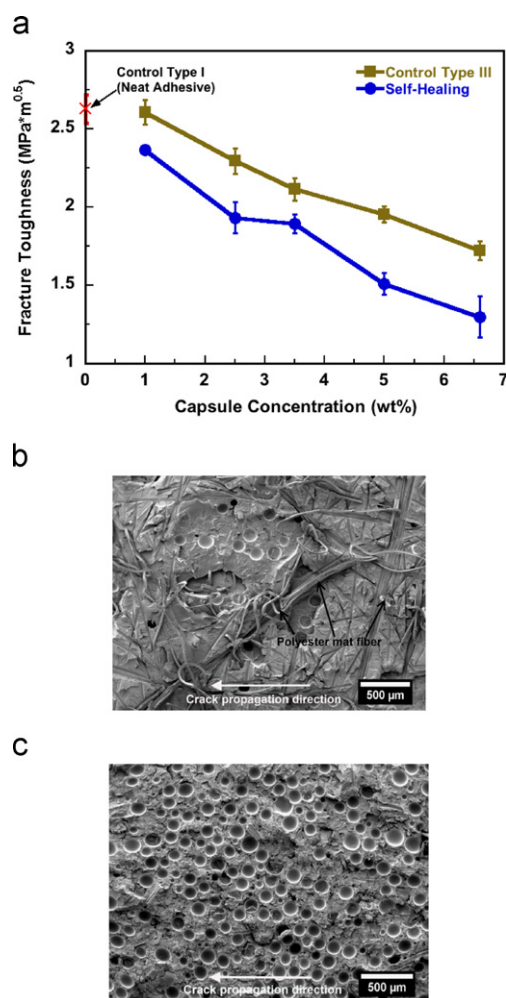 a
3
2.5
2
1.5
1
Fracture Toughness (MPa*m^0.5)
Control Type I
(Neat Adhesive)
Control Type III
Self-Healing
0 1 2 3 4 5 6 7
Capsule Concentration (wt%)
b
Polyester mat fiber
Crack propagation direction
500 µm
c
Crack propagation direction
500 µm